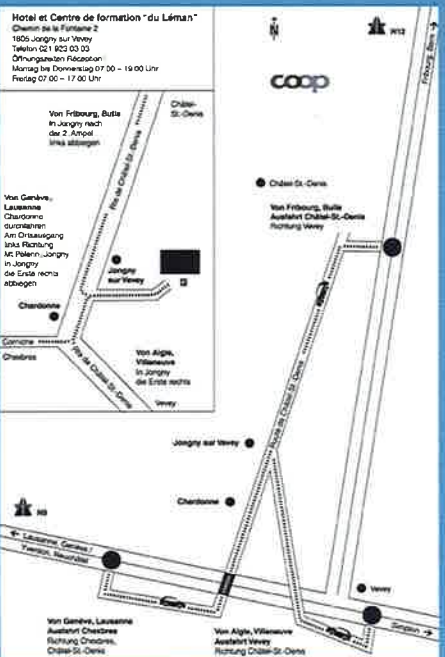 Hotel et Centre de formation "du Léman"
Chemin de la Fontaine 2
1805 Jongny sur Vevey
Telefon 021 923 03 03
Öffnungszeiten Réception
Montag bis Donnerstag 07.00 – 19.00 Uhr
Freitag 07.00 – 17.00 Uhr
Von Fribourg, Bulle
In Jongny nach
der 2. Ampel
links abbiegen
Châtel-
St.-Denis
Rte de Châtel-St.-Denis
Von Genève,
Lausanne
Chardonne
durchfahren
Am Ortsausgang
links Richtung
Mt Pélerin, Jongny
in Jongny
die Erste rechts
abbiegen
Jongny
sur Vevey
P
Chardonne
Corniche
Chexbres
Rte de Châtel-St.-Denis
Von Aigle,
Villeneuve
In Jongny
die Erste rechts
Vevey
N
N12
Fribourg, Bern
coop
Châtel-St.-Denis
Von Fribourg, Bulle
Ausfahrt Châtel-St.-Denis
Richtung Vevey
Route de Châtel-St.-Denis
Jongny sur Vevey
Chardonne
N9
Lausanne, Genève /
Yverdon, Neuchâtel
Vevey
Simplon
Von Genève, Lausanne
Ausfahrt Chexbres
Richtung Chexbres,
Châtel-St.-Denis
Von Aigle, Villeneuve
Ausfahrt Vevey
Richtung Châtel-St.-Denis